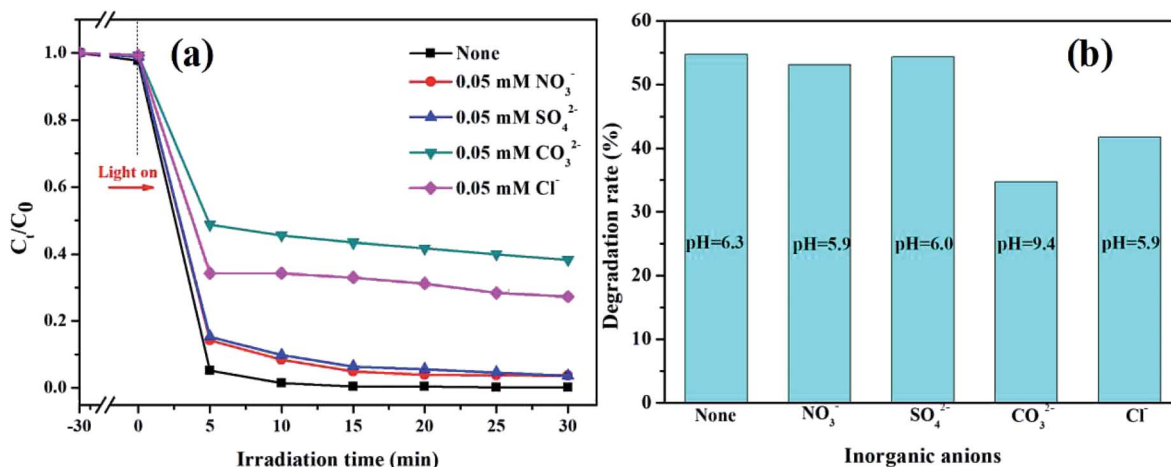 (a)
None
0.05 mM NO₃⁻
0.05 mM SO₄²⁻
0.05 mM CO₃²⁻
0.05 mM Cl⁻
Light on
Cₜ/C₀
1.0
0.8
0.6
0.4
0.2
0.0
-30 0 5 10 15 20 25 30
Irradiation time (min)
(b)
Degradation rate (%)
60
50
40
30
20
10
0
pH=6.3 pH=5.9 pH=6.0 pH=9.4 pH=5.9
None NO₃⁻ SO₄²⁻ CO₃²⁻ Cl⁻
Inorganic anions